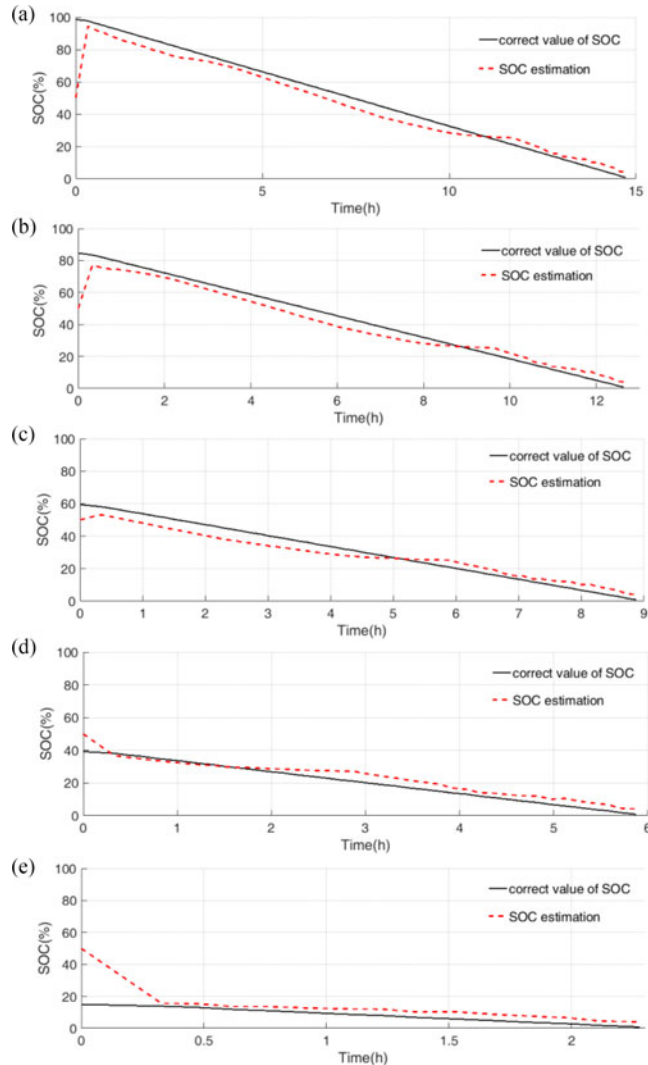 (a)
100
80
60
40
20
0
SOC(%)
correct value of SOC
SOC estimation
0 5 10 15
Time(h)
(b)
100
80
60
40
20
0
SOC(%)
correct value of SOC
SOC estimation
0 2 4 6 8 10 12
Time(h)
(c)
100
80
60
40
20
0
SOC(%)
correct value of SOC
SOC estimation
0 1 2 3 4 5 6 7 8 9
Time(h)
(d)
100
80
60
40
20
0
SOC(%)
correct value of SOC
SOC estimation
0 1 2 3 4 5 6
Time(h)
(e)
100
80
60
40
20
0
SOC(%)
correct value of SOC
SOC estimation
0 0.5 1 1.5 2
Time(h)